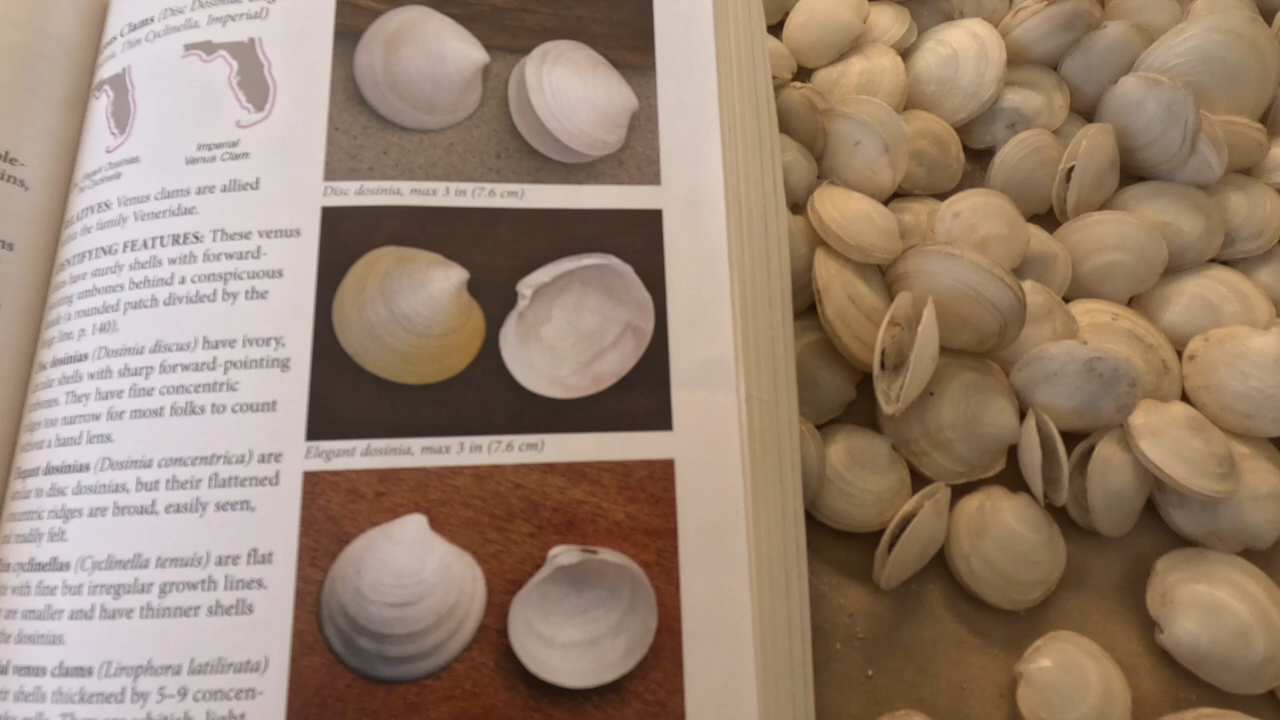 Clams (Disc Dosinia,
Thin Cyclinella, Imperial)
Dosinias,
Cyclinella
Imperial
Venus Clam
Venus clams are allied
the family Veneridae.
FEATURES: These venus
have sturdy shells with forward-
umbones behind a conspicuous
(a rounded patch divided by the
line, p. 140).
dosinias (Dosinia discus) have ivory,
shells with sharp forward-pointing
They have fine concentric
too narrow for most folks to count
a hand lens.
dosinias (Dosinia concentrica) are
to disc dosinias, but their flattened
ridges are broad, easily seen,
readily felt.
cyclinellas (Cyclinella tenuis) are flat
with fine but irregular growth lines.
are smaller and have thinner shells
dosinias.
venus clams (Lirophora latilirata)
shells thickened by 5–9 concen-
Disc dosinia, max 3 in (7.6 cm)
Elegant dosinia, max 3 in (7.6 cm)